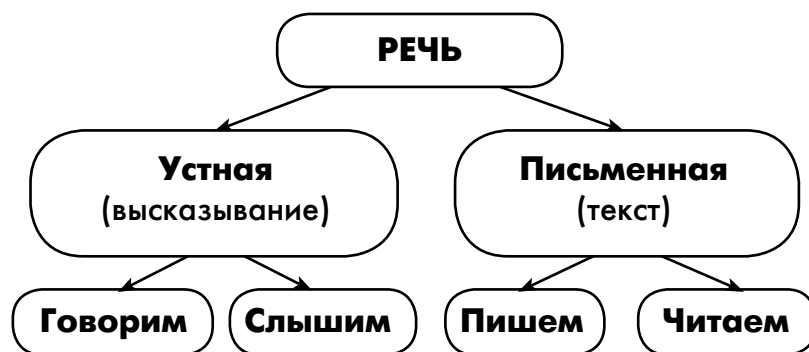 РЕЧЬ
Устная
(высказывание)
Письменная
(текст)
Говорим
Слышим
Пишем
Читаем